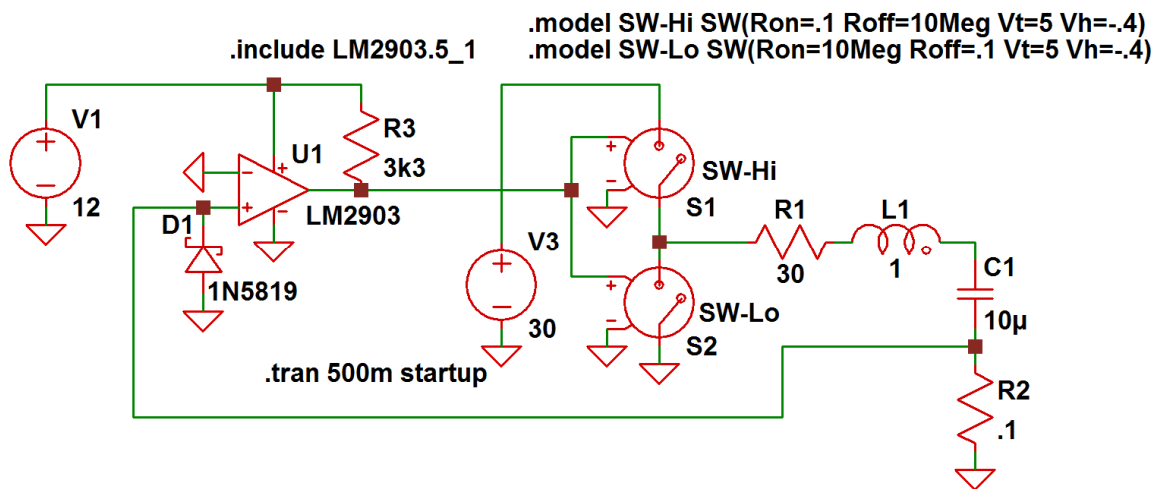 .model SW-Hi SW(Ron=.1 Roff=10Meg Vt=5 Vh=-.4)
.model SW-Lo SW(Ron=10Meg Roff=.1 Vt=5 Vh=-.4)
.include LM2903.5_1
V1
12
U1
LM2903
R3
3k3
D1
1N5819
V3
30
SW-Hi
S1
SW-Lo
S2
R1
30
L1
1
C1
10µ
R2
.1
.tran 500m startup